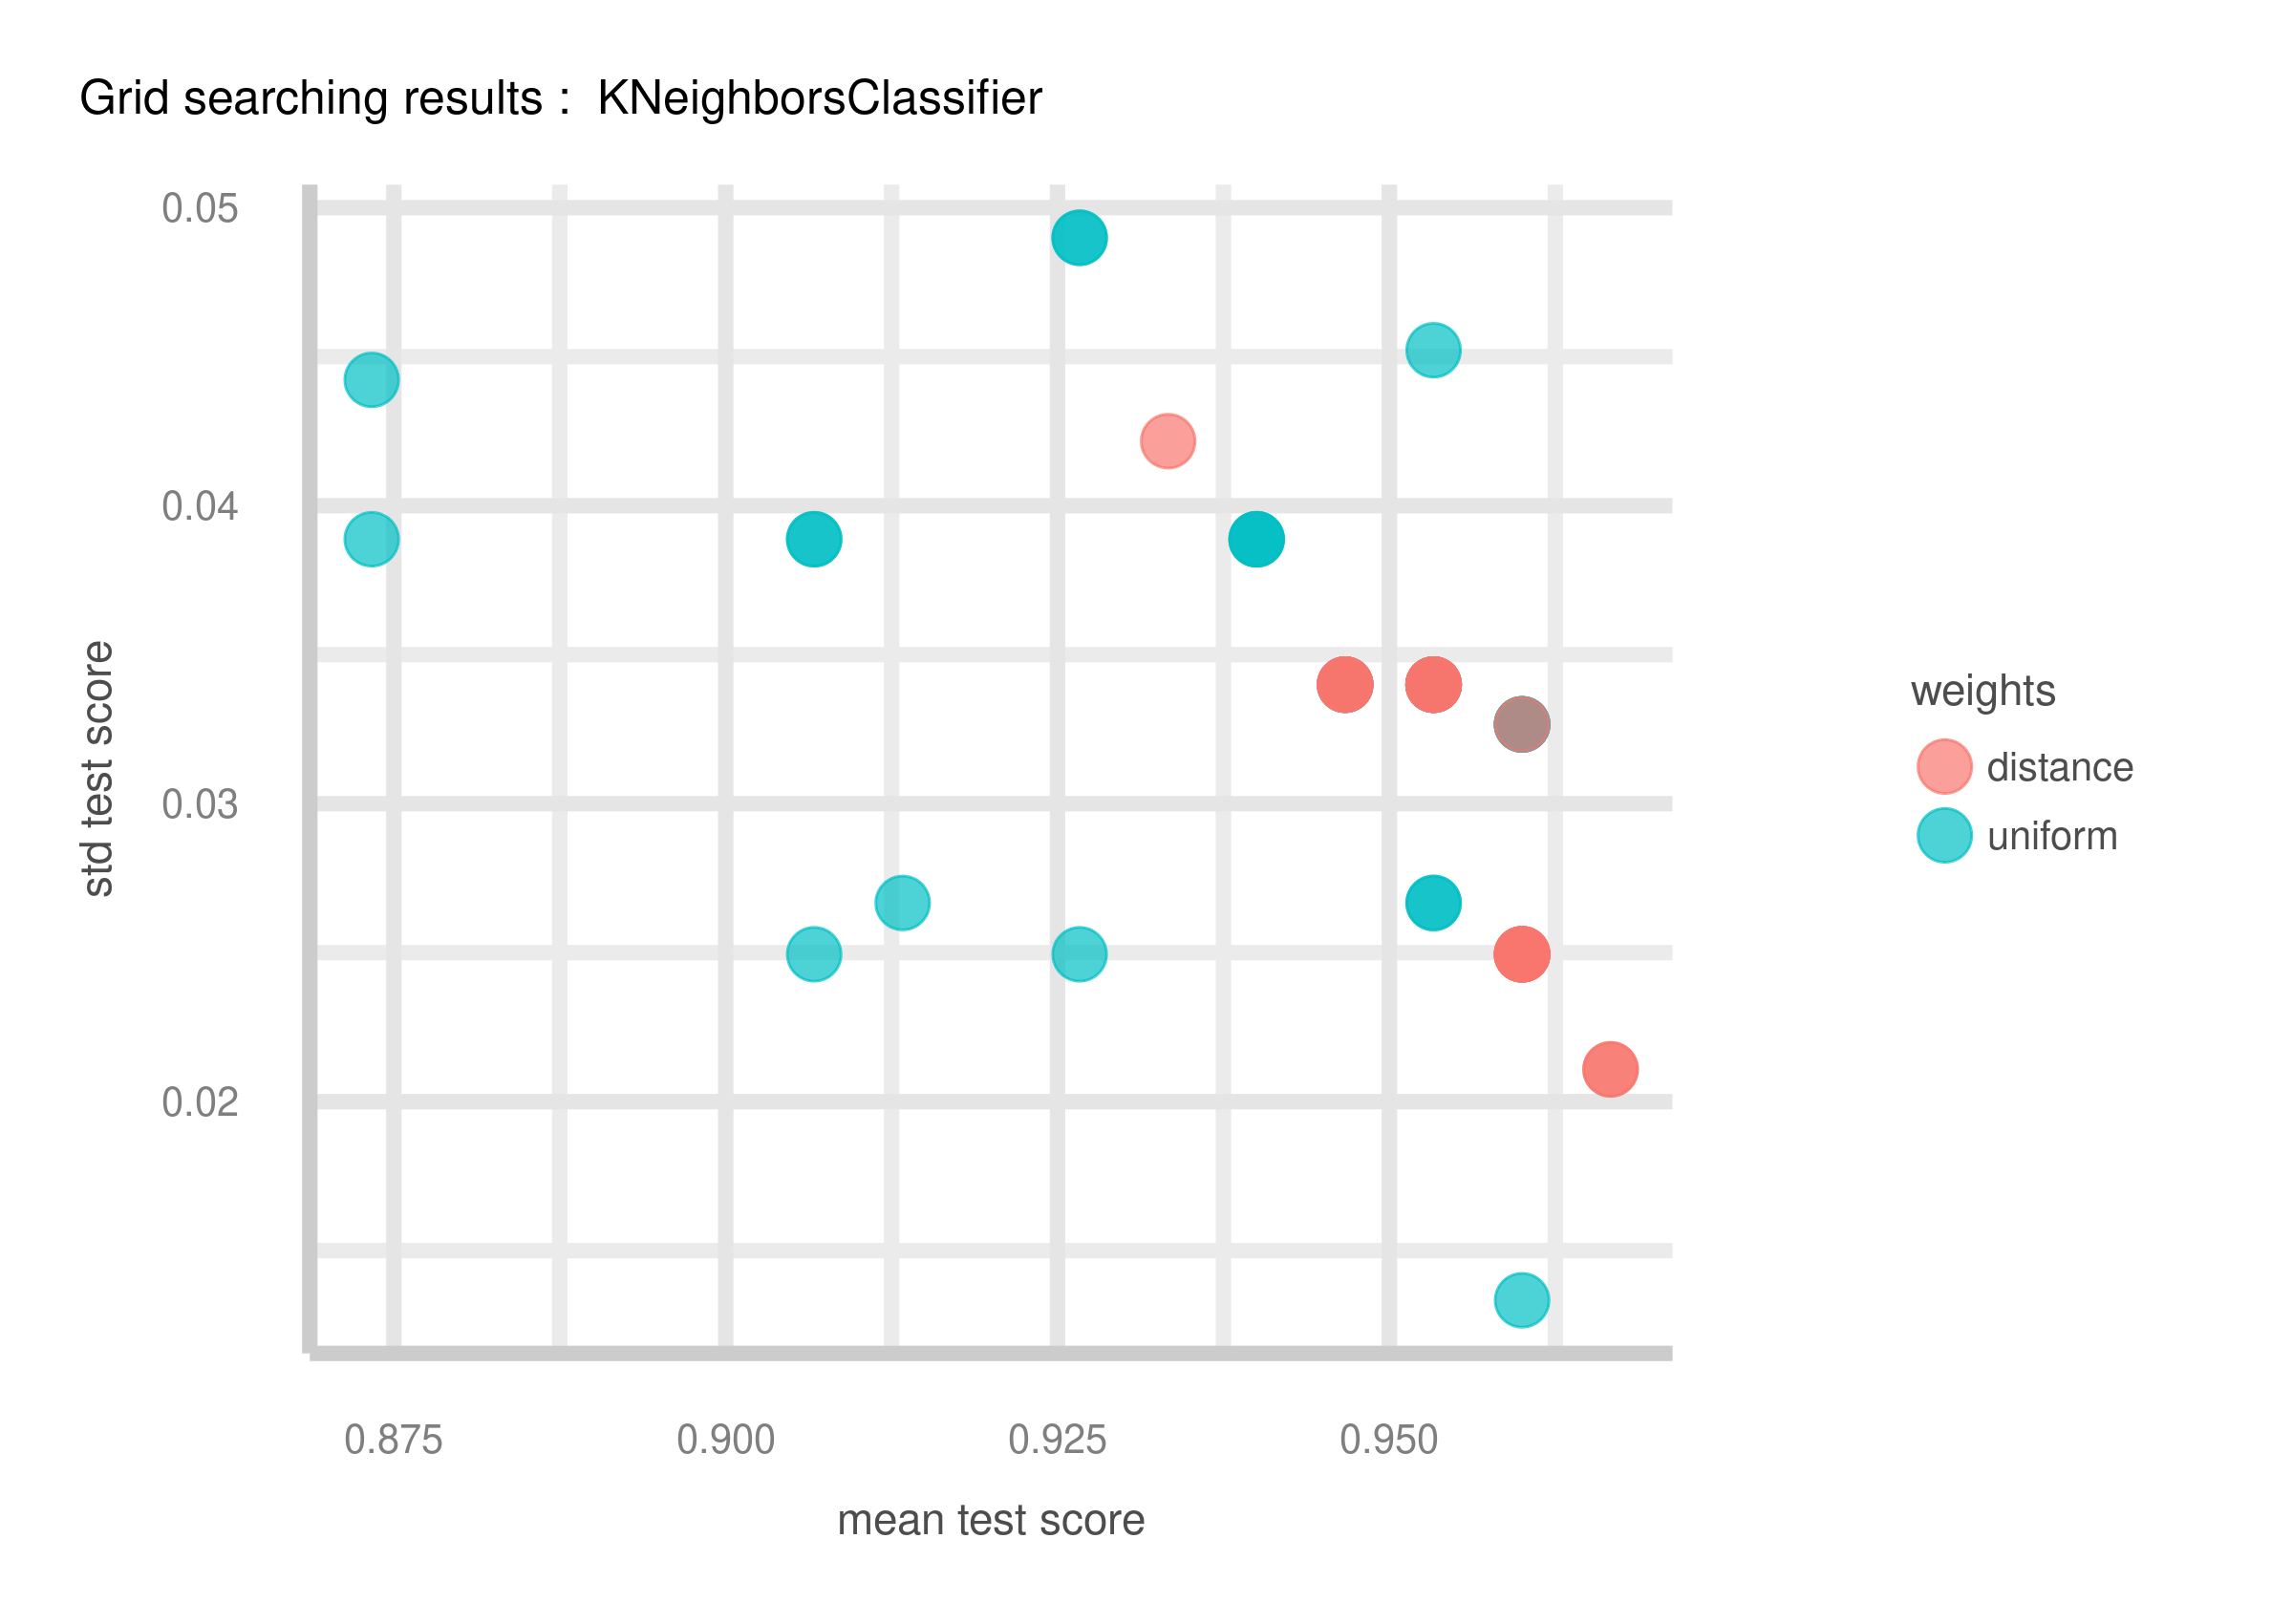 Grid searching results :  KNeighborsClassifier
0.05
0.04
0.03
0.02
std test score
0.875
0.900
0.925
0.950
mean test score
weights
distance
uniform